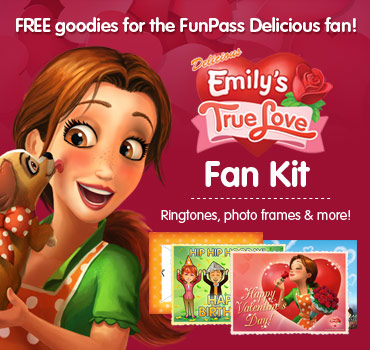 FREE goodies for the FunPass Delicious fan!
Delicious
Emily's
True Love
Fan Kit
Ringtones, photo frames & more!
HIP HIP HOORAY!
HAPPY
BIRTH
Happy
Valentine's
Day!